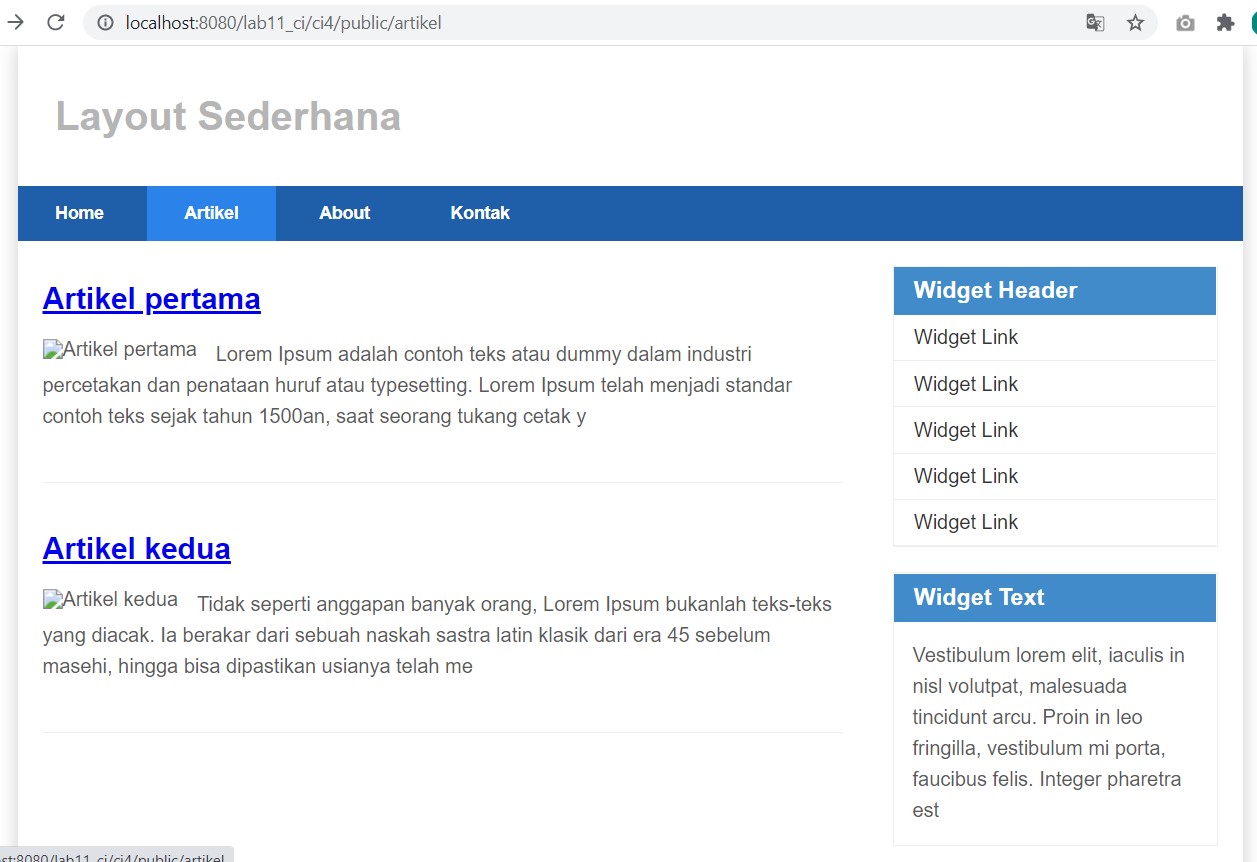 localhost:8080/lab11_ci/ci4/public/artikel
Layout Sederhana
Home Artikel About Kontak
Artikel pertama
Artikel pertama Lorem Ipsum adalah contoh teks atau dummy dalam industri
percetakan dan penataan huruf atau typesetting. Lorem Ipsum telah menjadi standar
contoh teks sejak tahun 1500an, saat seorang tukang cetak y
Artikel kedua
Artikel kedua Tidak seperti anggapan banyak orang, Lorem Ipsum bukanlah teks-teks
yang diacak. Ia berakar dari sebuah naskah sastra latin klasik dari era 45 sebelum
masehi, hingga bisa dipastikan usianya telah me
Widget Header
Widget Link
Widget Link
Widget Link
Widget Link
Widget Link
Widget Text
Vestibulum lorem elit, iaculis in
nisl volutpat, malesuada
tincidunt arcu. Proin in leo
fringilla, vestibulum mi porta,
faucibus felis. Integer pharetra
est
st:8080/lab11_ci/ci4/public/artikel